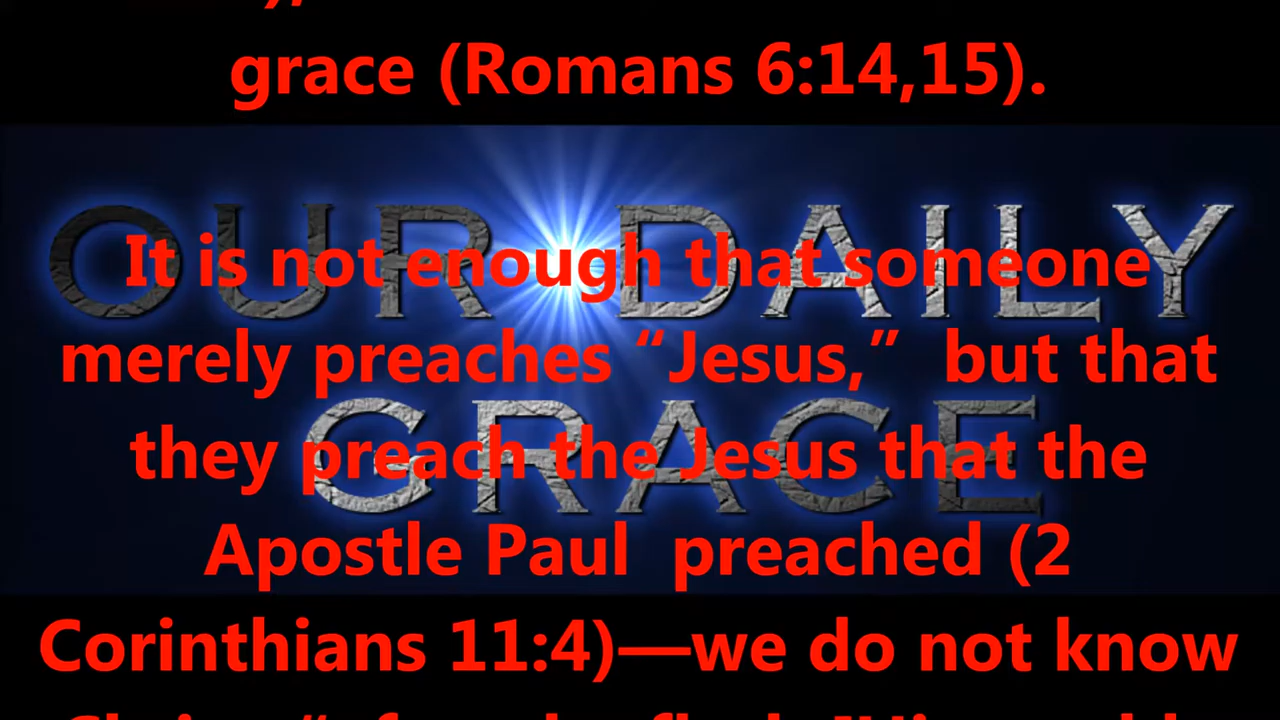 grace (Romans 6:14,15).
OUR DAILY
GRACE
It is not enough that someone
merely preaches “Jesus,” but that
they preach the Jesus that the
Apostle Paul preached (2
Corinthians 11:4)—we do not know